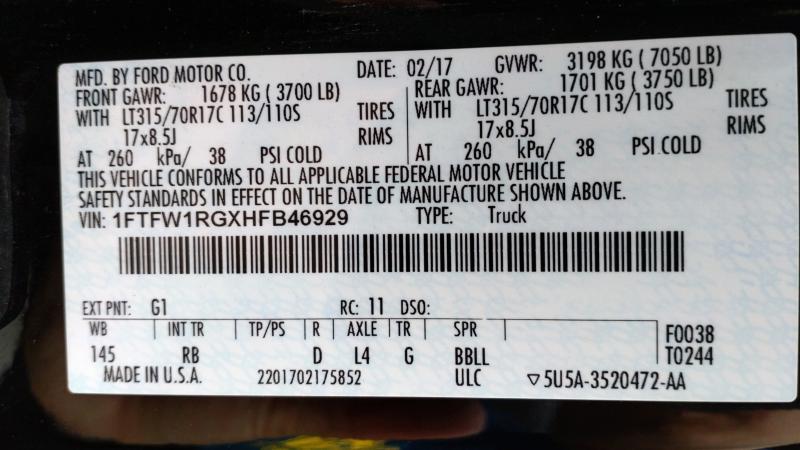 MFD. BY FORD MOTOR CO. DATE: 02/17 GVWR: 3198 KG ( 7050 LB)
FRONT GAWR: 1678 KG ( 3700 LB) REAR GAWR: 1701 KG ( 3750 LB)
WITH LT315/70R17C 113/110S TIRES WITH LT315/70R17C 113/110S TIRES
17x8.5J RIMS 17x8.5J RIMS
AT 260 kPa/ 38 PSI COLD AT 260 kPa/ 38 PSI COLD
THIS VEHICLE CONFORMS TO ALL APPLICABLE FEDERAL MOTOR VEHICLE
SAFETY STANDARDS IN EFFECT ON THE DATE OF MANUFACTURE SHOWN ABOVE.
VIN: 1FTFW1RGXHFB46929 TYPE: Truck
EXT PNT: G1 RC: 11 DSO:
WB INT TR TP/PS R AXLE TR SPR F0038
145 RB D L4 G BBLL T0244
MADE IN U.S.A. 2201702175852 ULC ▽5U5A-3520472-AA